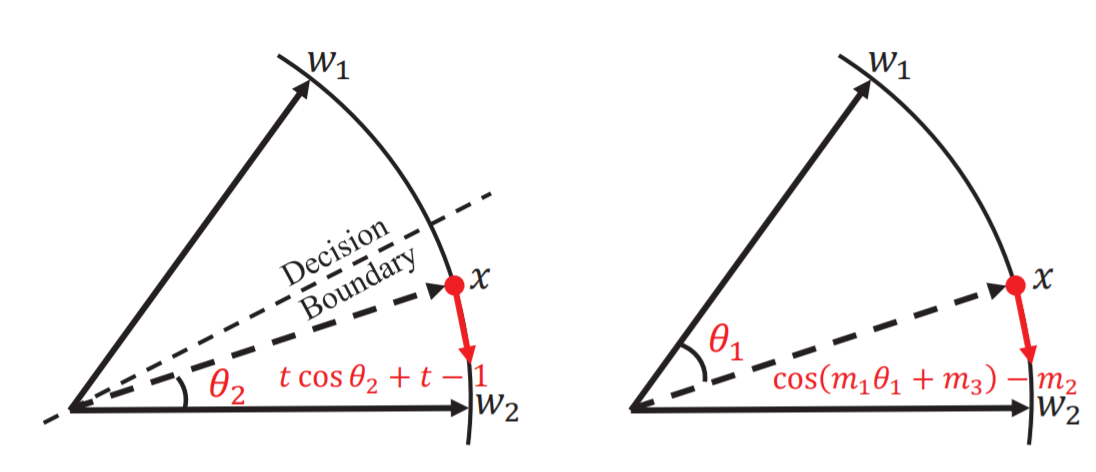 w₁
Decision
Boundary
x
θ₂
t cos θ₂ + t − 1
w₂
w₁
x
θ₁
cos(m₁θ₁ + m₃) − m₂
w₂